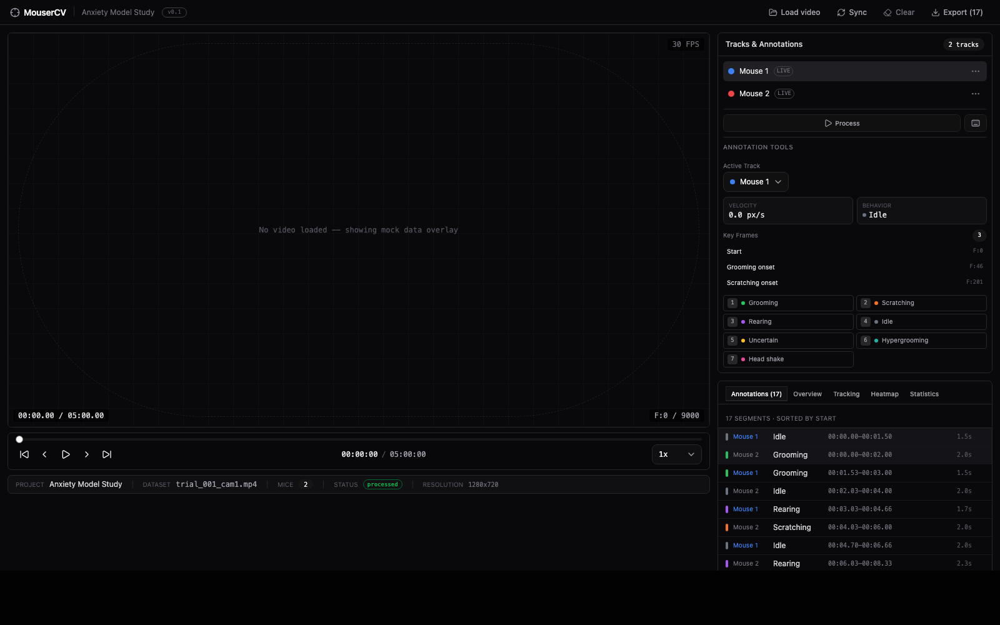 MouserCV Anxiety Model Study v0.1 Load video Sync Clear Export (17)
30 FPS
No video loaded —— showing mock data overlay
00:00.00 / 05:00.00 F:0 / 9000
00:00:00 / 05:00:00 1x
PROJECT Anxiety Model Study DATASET trial_001_cam1.mp4 MICE 2 STATUS processed RESOLUTION 1280x720
Tracks & Annotations 2 tracks
Mouse 1 LIVE
Mouse 2 LIVE
Process
ANNOTATION TOOLS
Active Track
Mouse 1
VELOCITY BEHAVIOR
0.0 px/s Idle
Key Frames 3
Start F:0
Grooming onset F:46
Scratching onset F:201
1 Grooming 2 Scratching
3 Rearing 4 Idle
5 Uncertain 6 Hypergrooming
7 Head shake
Annotations (17) Overview Tracking Heatmap Statistics
17 SEGMENTS · SORTED BY START
Mouse 1 Idle 00:00.00—00:01.50 1.5s
Mouse 2 Grooming 00:00.00—00:02.00 2.0s
Mouse 1 Grooming 00:01.53—00:03.00 1.5s
Mouse 2 Idle 00:02.03—00:04.00 2.0s
Mouse 1 Rearing 00:03.03—00:04.66 1.7s
Mouse 2 Scratching 00:04.03—00:06.00 2.0s
Mouse 1 Idle 00:04.70—00:06.66 2.0s
Mouse 2 Rearing 00:06.03—00:08.33 2.3s